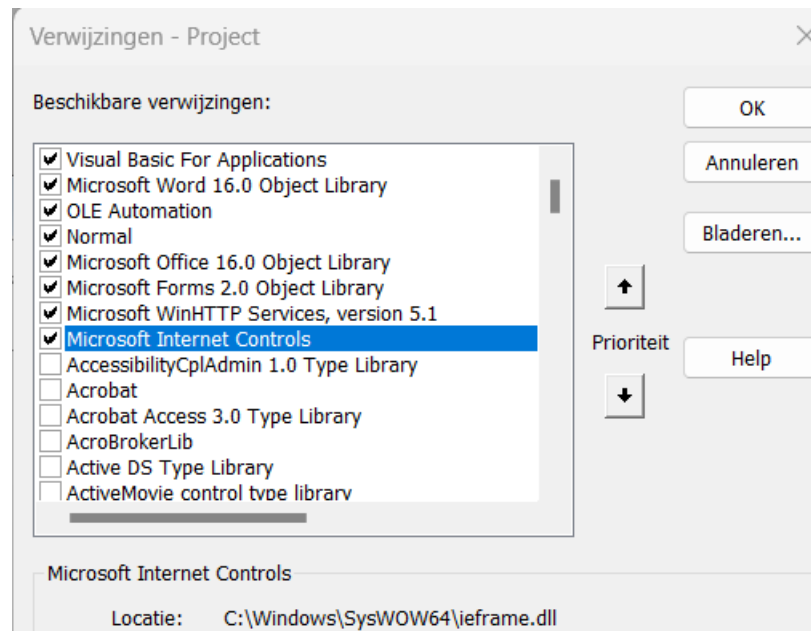 Verwijzingen - Project
Beschikbare verwijzingen:
OK
Visual Basic For Applications
Microsoft Word 16.0 Object Library
Annuleren
OLE Automation
Normal
Bladeren...
Microsoft Office 16.0 Object Library
Microsoft Forms 2.0 Object Library
Microsoft WinHTTP Services, version 5.1
Microsoft Internet Controls
Prioriteit
AccessibilityCplAdmin 1.0 Type Library
Help
Acrobat
Acrobat Access 3.0 Type Library
AcroBrokerLib
Active DS Type Library
ActiveMovie control type library
Microsoft Internet Controls
Locatie: C:\Windows\SysWOW64\ieframe.dll